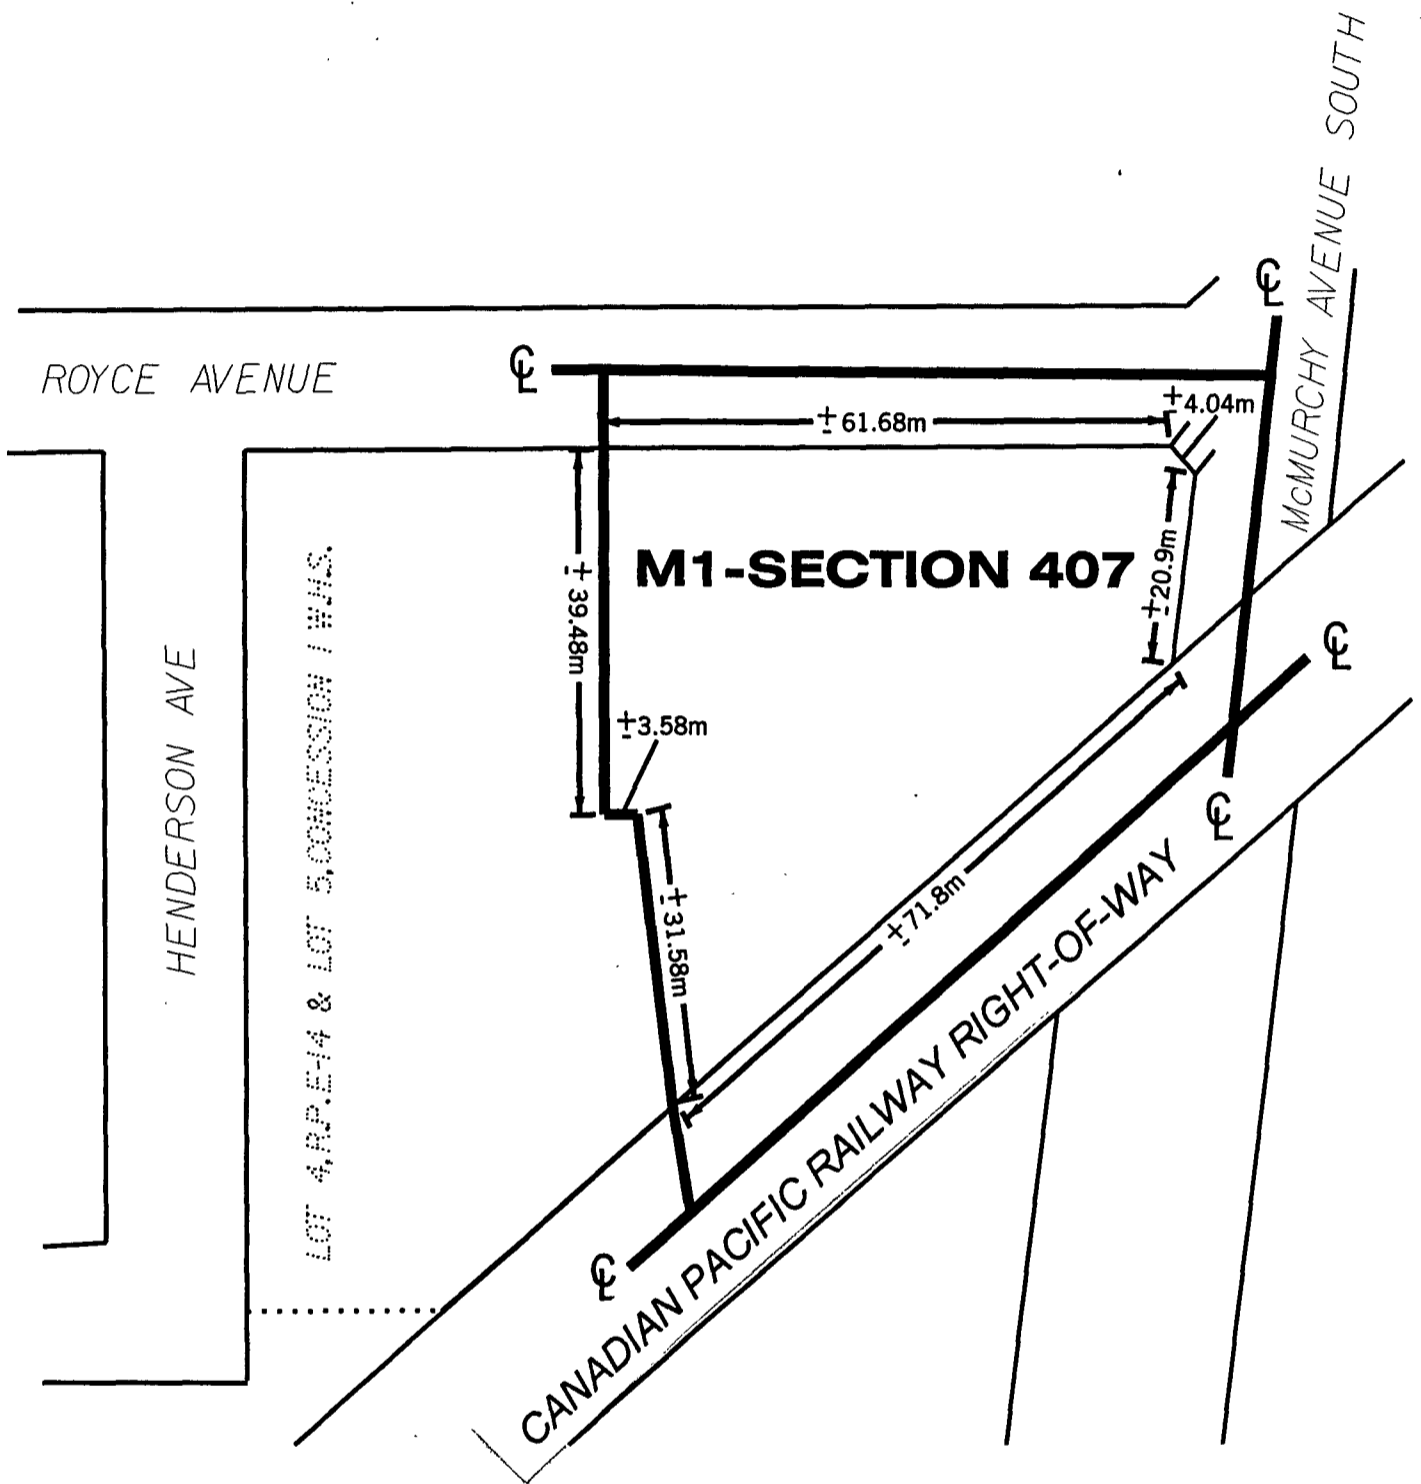 McMURCHY AVENUE SOUTH
℄
℄
ROYCE AVENUE
±4.04m
±61.68m
M1-SECTION 407
±20.9m
±39.48m
LOT 4,R.P.E-14 & LOT 5,CONCESSION 1 W.H.S.
HENDERSON AVE
℄
±3.58m
℄
±31.58m
±71.8m
CANADIAN PACIFIC RAILWAY RIGHT-OF-WAY
℄